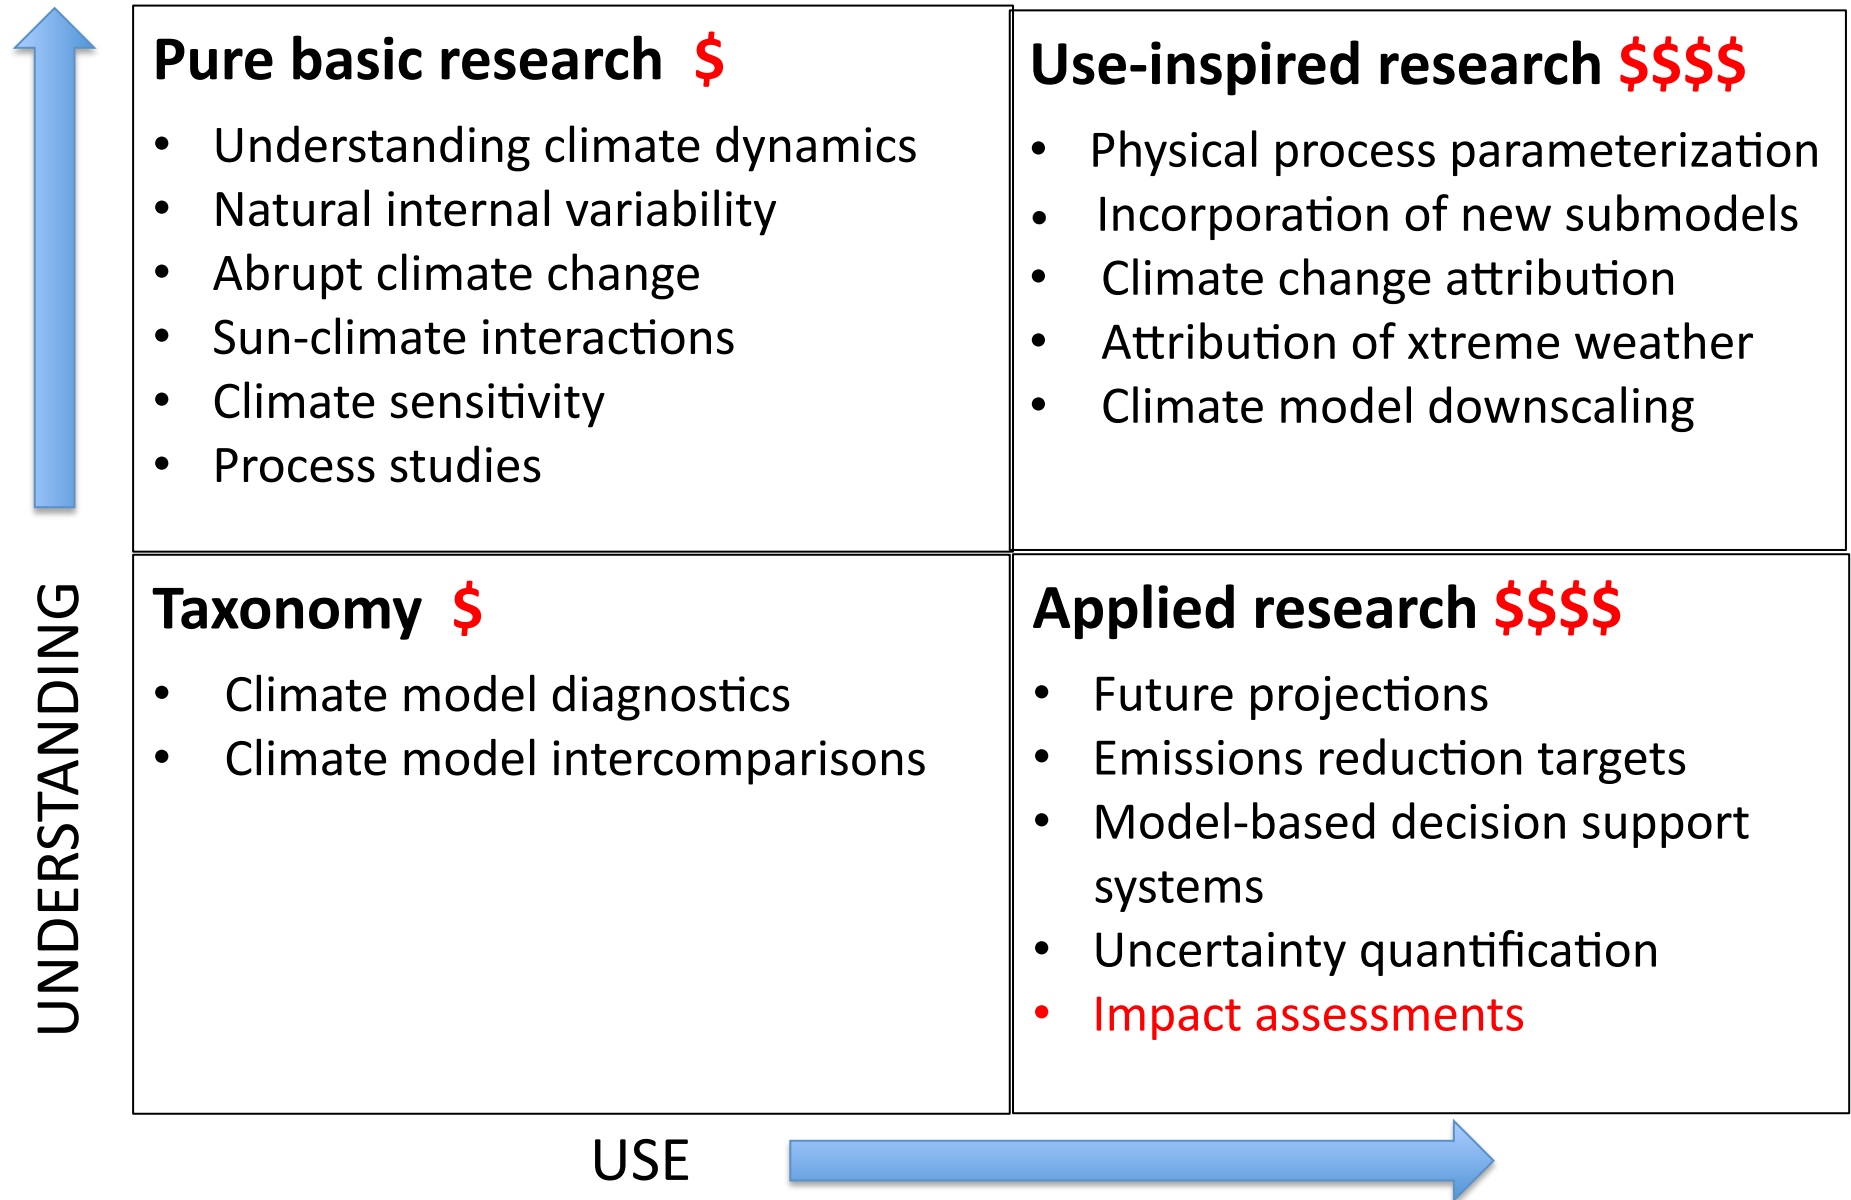 Pure basic research $
• Understanding climate dynamics
• Natural internal variability
• Abrupt climate change
• Sun-climate interactions
• Climate sensitivity
• Process studies
Use-inspired research $$$$
• Physical process parameterization
• Incorporation of new submodels
• Climate change attribution
• Attribution of xtreme weather
• Climate model downscaling
Taxonomy $
• Climate model diagnostics
• Climate model intercomparisons
Applied research $$$$
• Future projections
• Emissions reduction targets
• Model-based decision support
systems
• Uncertainty quantification
• Impact assessments
UNDERSTANDING
USE